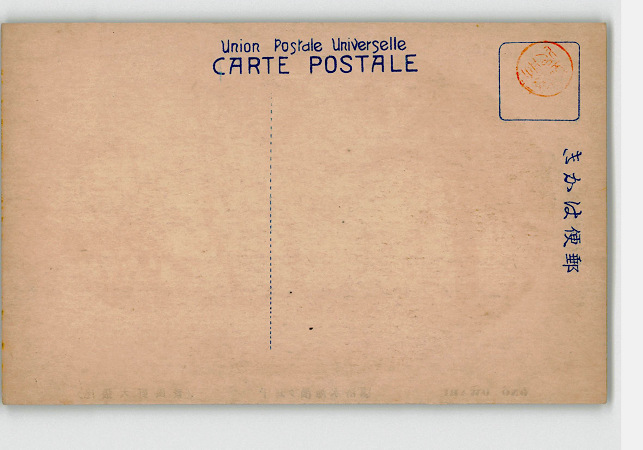 Union Postale Universelle
CARTE POSTALE
きかは便郵